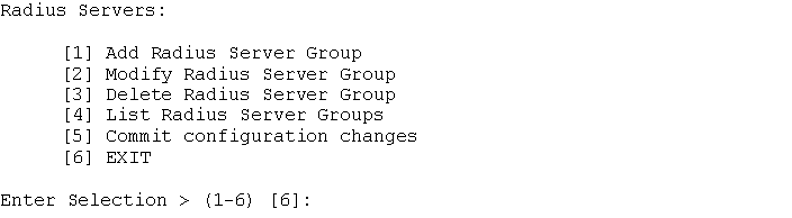 Radius Servers:
[1] Add Radius Server Group
[2] Modify Radius Server Group
[3] Delete Radius Server Group
[4] List Radius Server Groups
[5] Commit configuration changes
[6] EXIT
Enter Selection > (1-6) [6]: